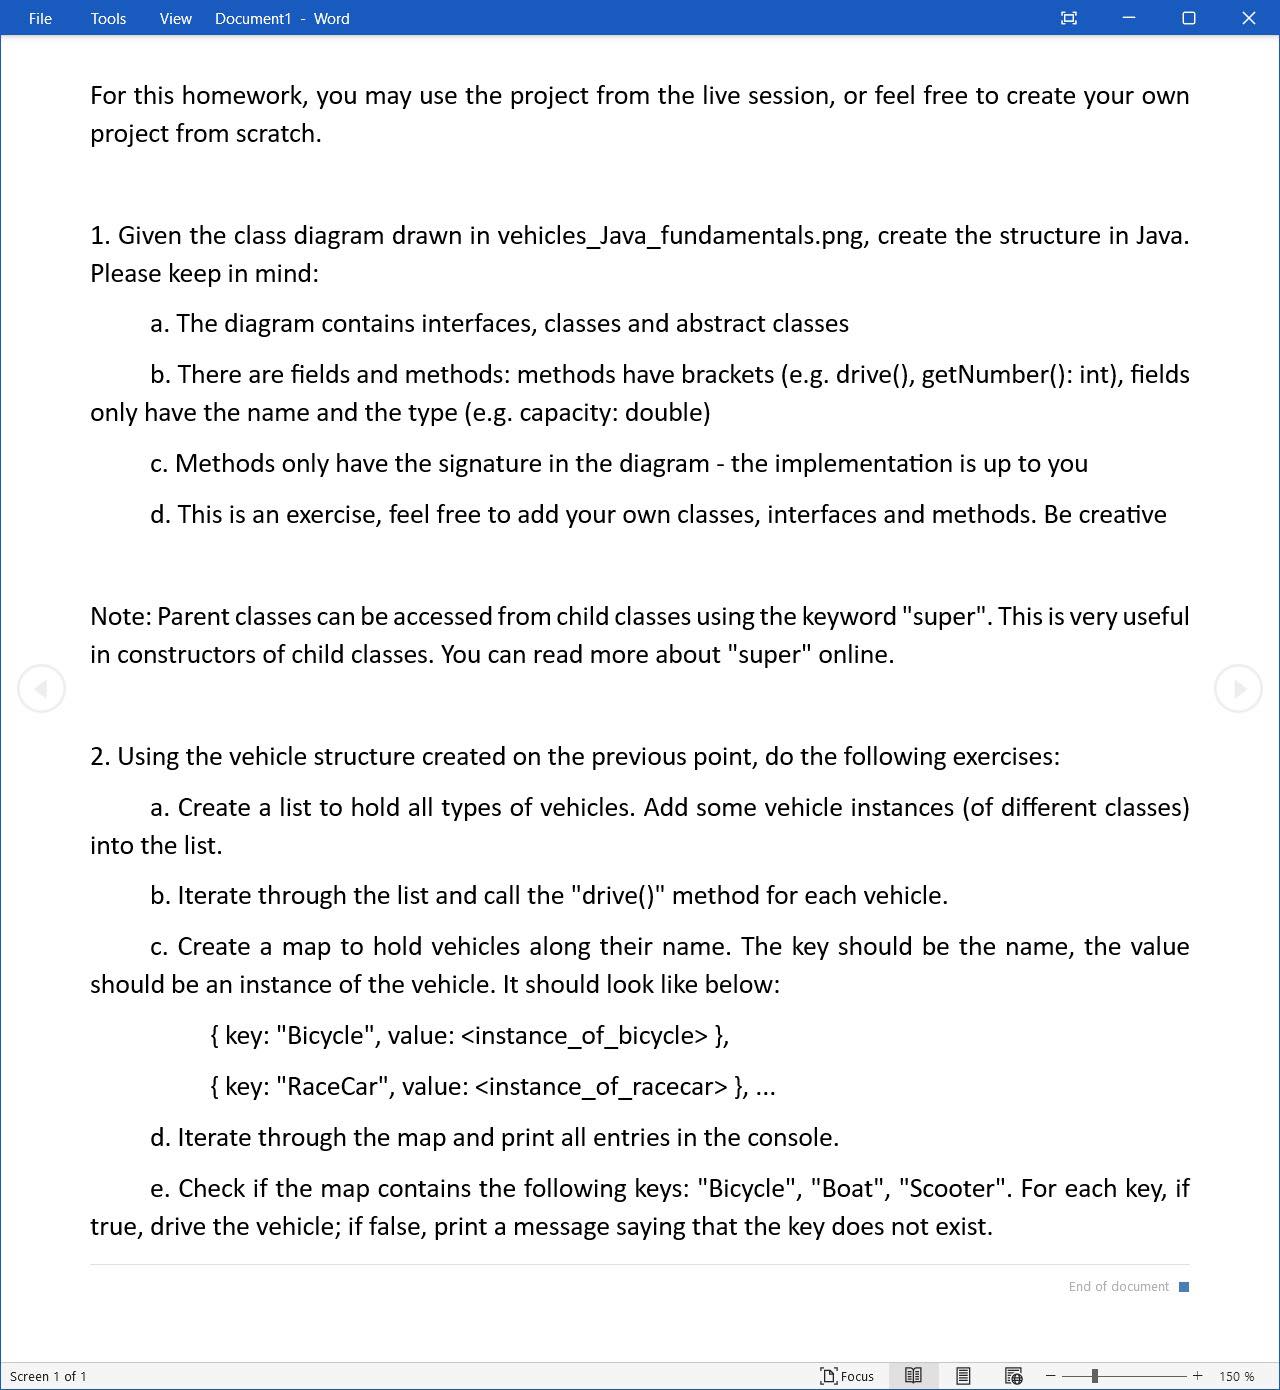 File Tools View Document1 - Word
For this homework, you may use the project from the live session, or feel free to create your own
project from scratch.
1. Given the class diagram drawn in vehicles_Java_fundamentals.png, create the structure in Java.
Please keep in mind:
a. The diagram contains interfaces, classes and abstract classes
b. There are fields and methods: methods have brackets (e.g. drive(), getNumber(): int), fields
only have the name and the type (e.g. capacity: double)
c. Methods only have the signature in the diagram - the implementation is up to you
d. This is an exercise, feel free to add your own classes, interfaces and methods. Be creative
Note: Parent classes can be accessed from child classes using the keyword "super". This is very useful
in constructors of child classes. You can read more about "super" online.
2. Using the vehicle structure created on the previous point, do the following exercises:
a. Create a list to hold all types of vehicles. Add some vehicle instances (of different classes)
into the list.
b. Iterate through the list and call the "drive()" method for each vehicle.
c. Create a map to hold vehicles along their name. The key should be the name, the value
should be an instance of the vehicle. It should look like below:
{ key: "Bicycle", value: <instance_of_bicycle> },
{ key: "RaceCar", value: <instance_of_racecar> }, ...
d. Iterate through the map and print all entries in the console.
e. Check if the map contains the following keys: "Bicycle", "Boat", "Scooter". For each key, if
true, drive the vehicle; if false, print a message saying that the key does not exist.
End of document
Screen 1 of 1 Focus 150 %